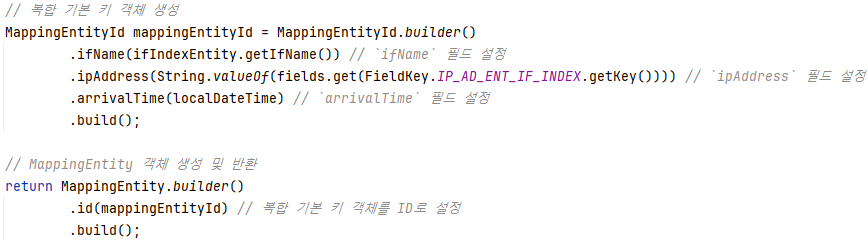 // 복합 기본 키 객체 생성
MappingEntityId mappingEntityId = MappingEntityId.builder()
        .ifName(ifIndexEntity.getIfName()) // `ifName` 필드 설정
        .ipAddress(String.valueOf(fields.get(FieldKey.IP_AD_ENT_IF_INDEX.getKey()))) // `ipAddress` 필드 설정
        .arrivalTime(localDateTime) // `arrivalTime` 필드 설정
        .build();

// MappingEntity 객체 생성 및 반환
return MappingEntity.builder()
        .id(mappingEntityId) // 복합 기본 키 객체를 ID로 설정
        .build();